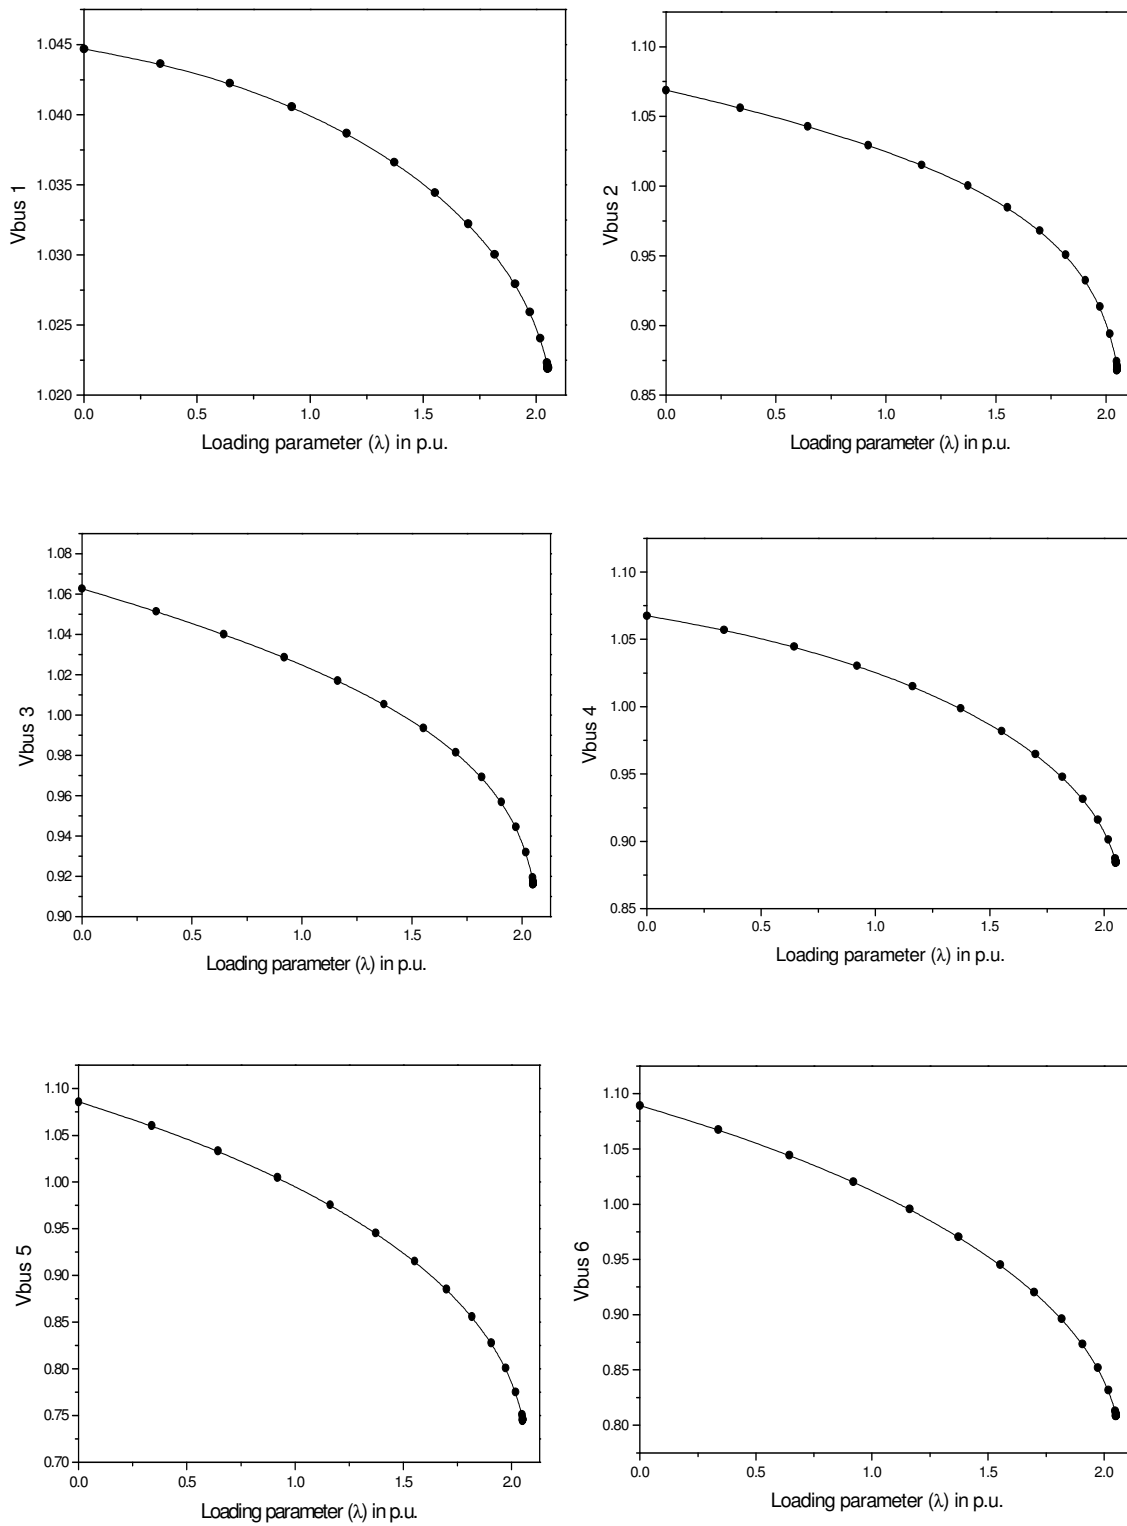 1.045
1.040
1.035
1.030
1.025
1.020
Vbus 1
0.0 0.5 1.0 1.5 2.0
Loading parameter (λ) in p.u.
1.10
1.05
1.00
0.95
0.90
0.85
Vbus 2
0.0 0.5 1.0 1.5 2.0
Loading parameter (λ) in p.u.
1.08
1.06
1.04
1.02
1.00
0.98
0.96
0.94
0.92
0.90
Vbus 3
0.0 0.5 1.0 1.5 2.0
Loading parameter (λ) in p.u.
1.10
1.05
1.00
0.95
0.90
0.85
Vbus 4
0.0 0.5 1.0 1.5 2.0
Loading parameter (λ) in p.u.
1.10
1.05
1.00
0.95
0.90
0.85
0.80
0.75
0.70
Vbus 5
0.0 0.5 1.0 1.5 2.0
Loading parameter (λ) in p.u.
1.10
1.05
1.00
0.95
0.90
0.85
0.80
Vbus 6
0.0 0.5 1.0 1.5 2.0
Loading parameter (λ) in p.u.